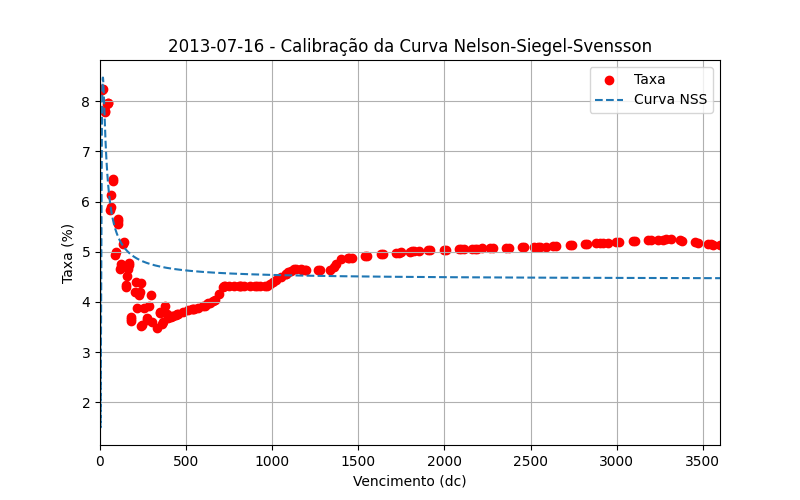 2013-07-16 - Calibração da Curva Nelson-Siegel-Svensson
Taxa
Curva NSS
Taxa (%)
8
7
6
5
4
3
2
0 500 1000 1500 2000 2500 3000 3500
Vencimento (dc)